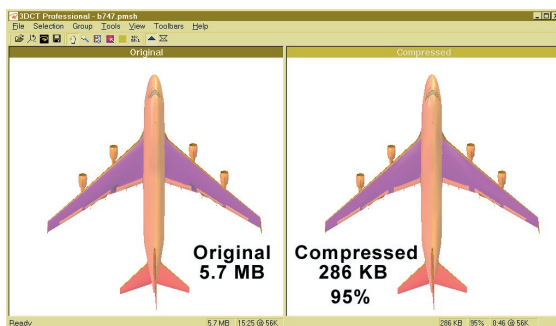 3DCT Professional - b747.pmsh
File Selection Group Tools View Toolbars Help
Original
Compressed
Original
5.7 MB
Compressed
286 KB
95%
Ready
5.7 MB 15:25 @ 56K
286 KB 95% 0:46 @ 56K